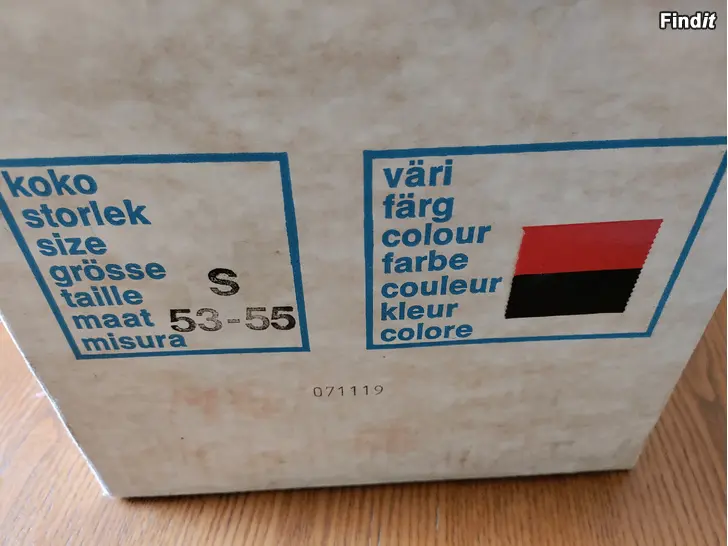 Findit
koko
storlek
size
grösse
taille
maat
misura
S
53-55
väri
färg
colour
farbe
couleur
kleur
colore
071119